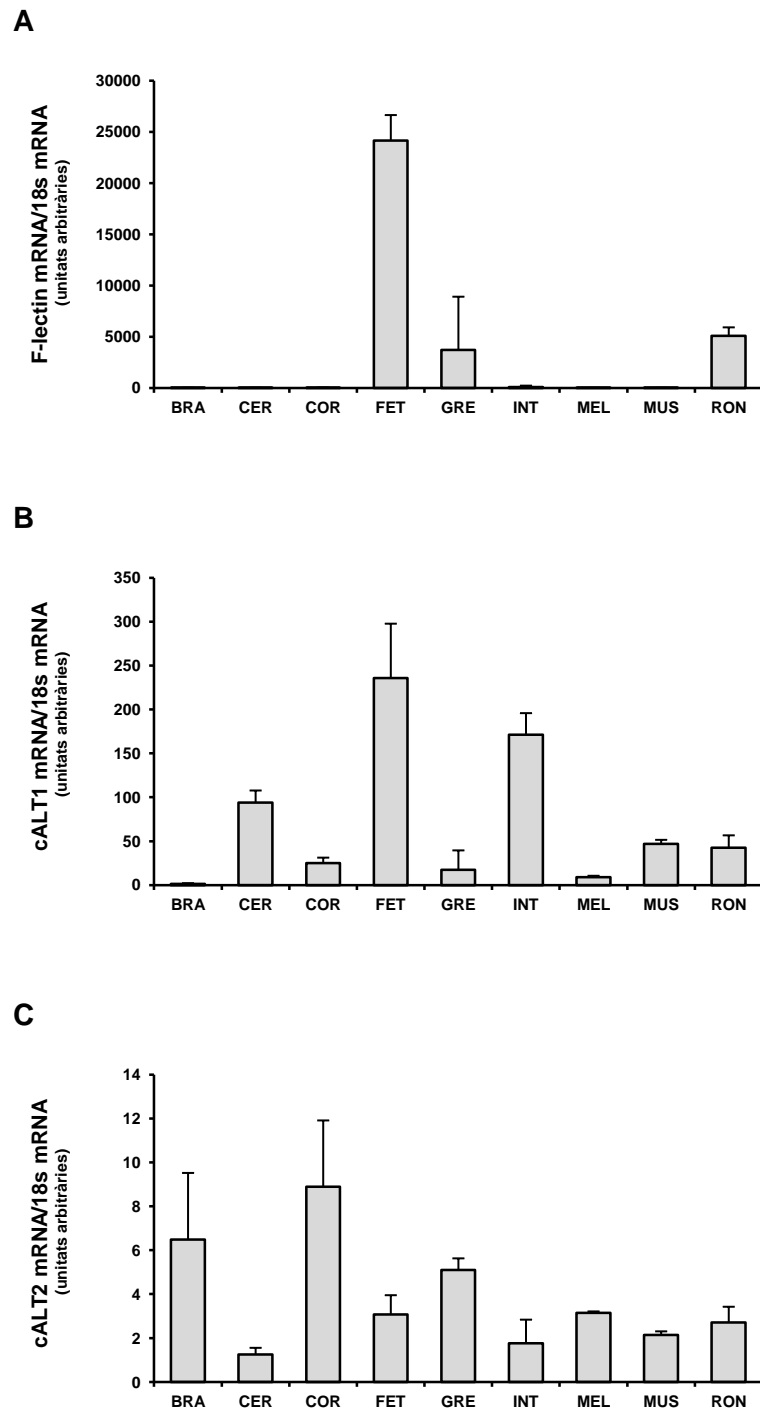 A
F-lectin mRNA/18s mRNA
(unitats arbitràries)
30000
25000
20000
15000
10000
5000
0
BRA CER COR FET GRE INT MEL MUS RON
B
cALT1 mRNA/18s mRNA
(unitats arbitràries)
350
300
250
200
150
100
50
0
BRA CER COR FET GRE INT MEL MUS RON
C
cALT2 mRNA/18s mRNA
(unitats arbitràries)
14
12
10
8
6
4
2
0
BRA CER COR FET GRE INT MEL MUS RON